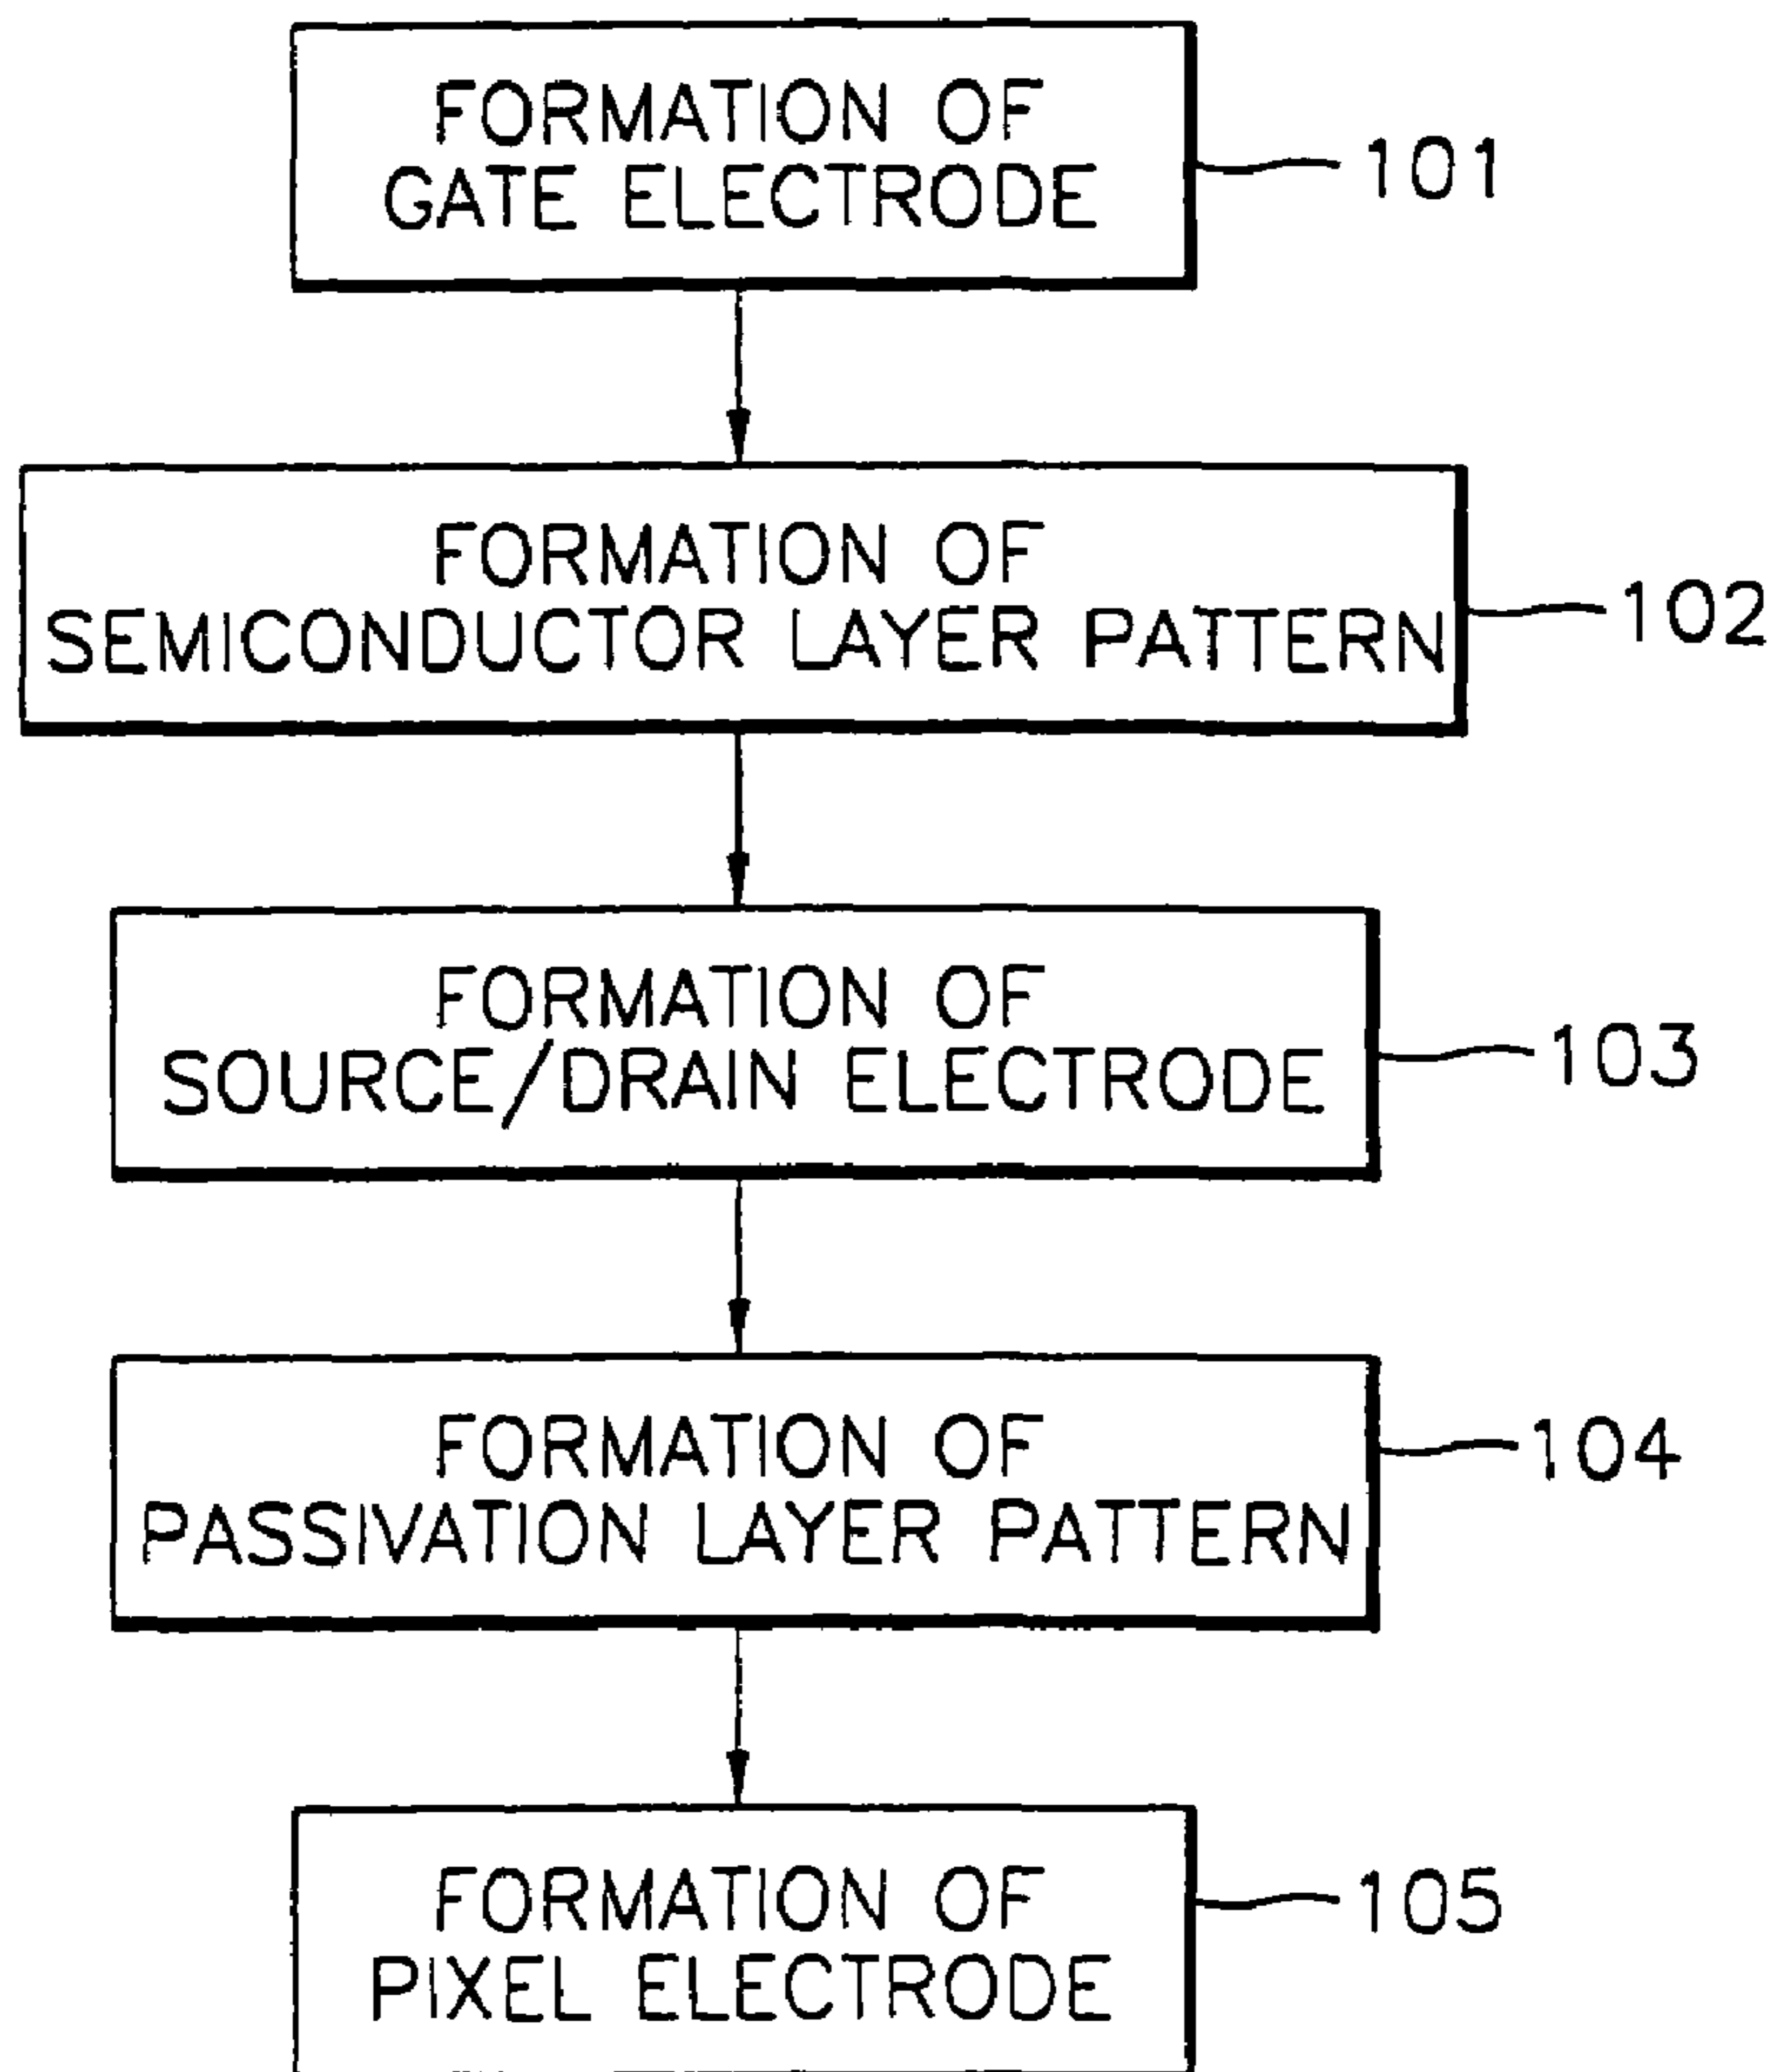 FORMATION OF
GATE ELECTRODE
101
FORMATION OF
SEMICONDUCTOR LAYER PATTERN
102
FORMATION OF
SOURCE/DRAIN ELECTRODE
103
FORMATION OF
PASSIVATION LAYER PATTERN
104
FORMATION OF
PIXEL ELECTRODE
105